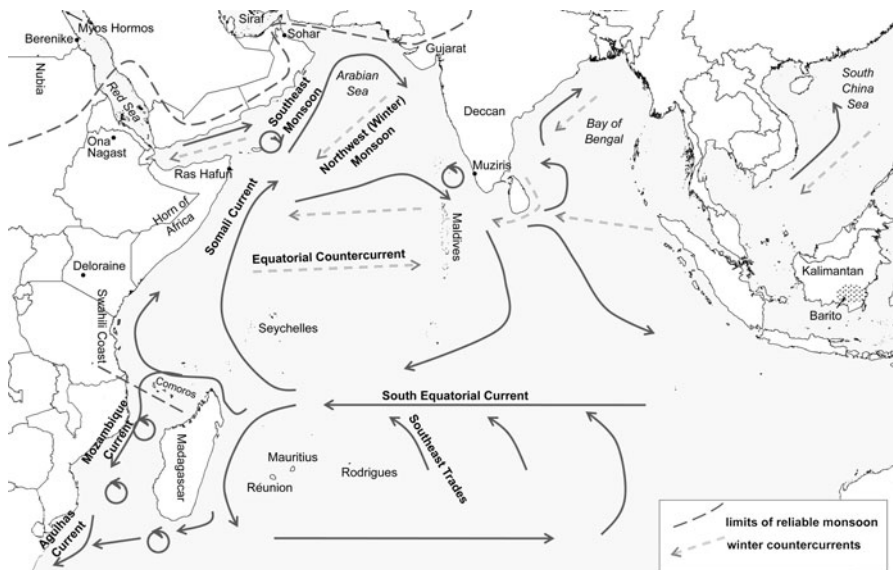 Myos Hormos
Berenike
Nubia
Red Sea
Siraf
Sohar
Gujarat
Arabian
Sea
Southeast
Monsoon
Northwest (Winter)
Monsoon
Deccan
Bay of
Bengal
South
China
Sea
Ona
Nagast
Ras Hafun
Muziris
Horn of
Africa
Somali Current
Maldives
Equatorial Countercurrent
Deloraine
Swahili Coast
Seychelles
Kalimantan
Barito
Comoros
South Equatorial Current
Mozambique
Current
Madagascar
Mauritius
Réunion
Rodrigues
Southeast
Trades
Agulhas
Current
limits of reliable monsoon
winter countercurrents